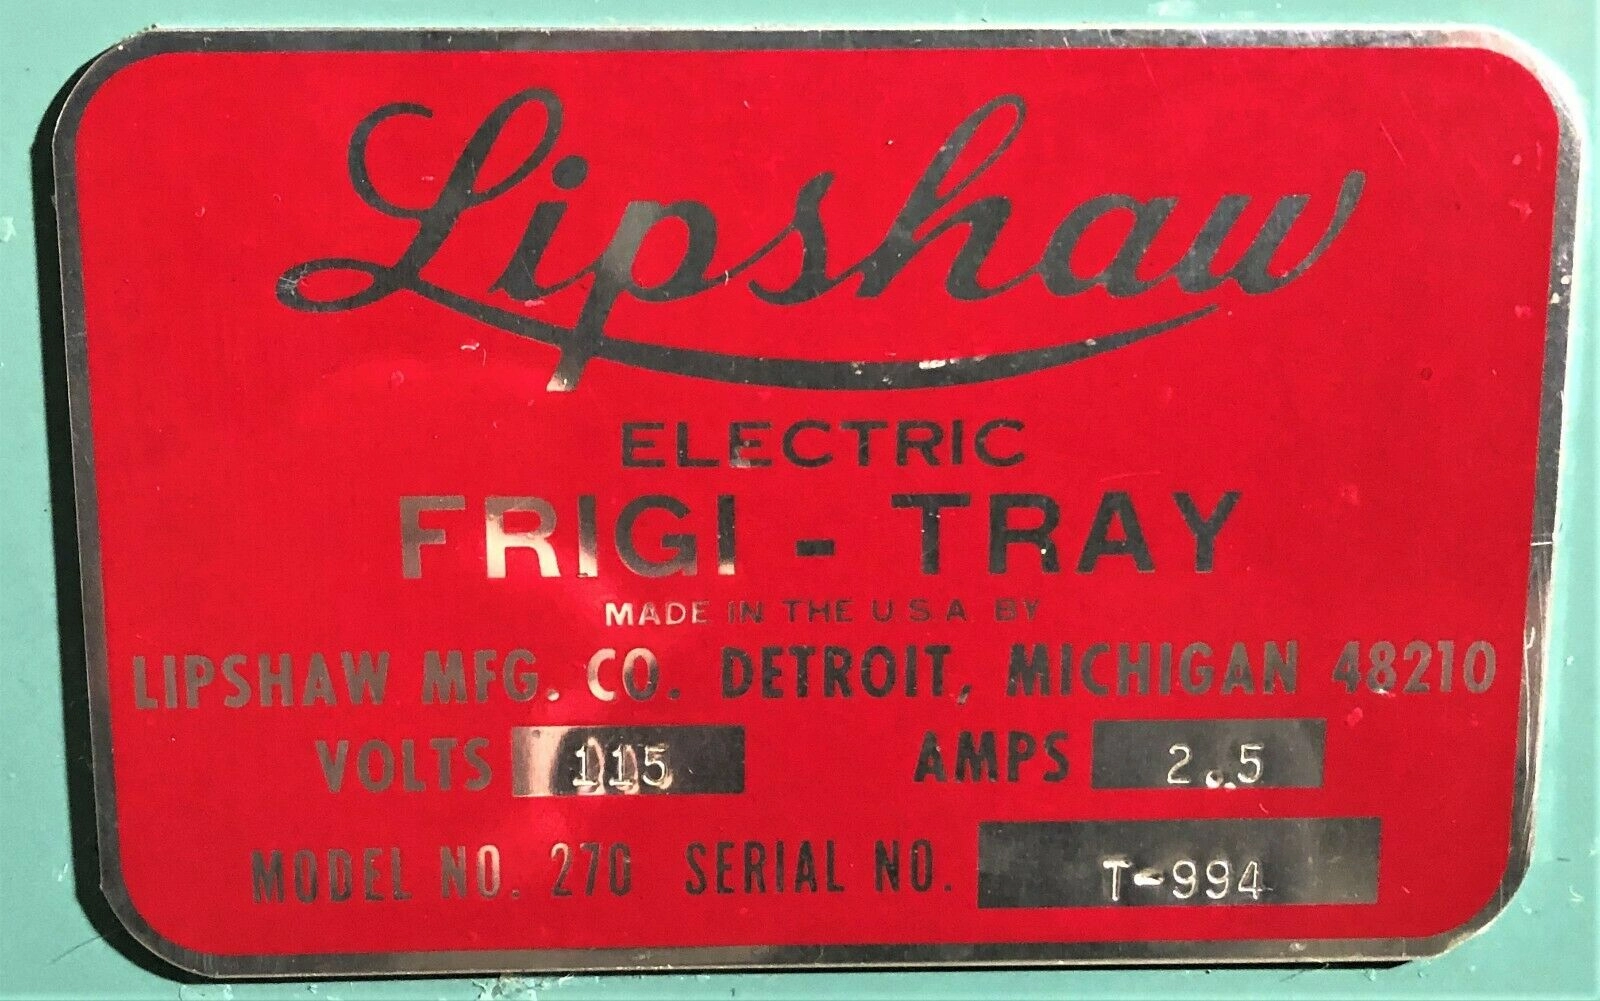 Lipshaw
ELECTRIC
FRIGI - TRAY
MADE IN THE U S A BY
LIPSHAW MFG. CO. DETROIT, MICHIGAN 48210
VOLTS 115 AMPS 2.5
MODEL NO. 270 SERIAL NO. T-994